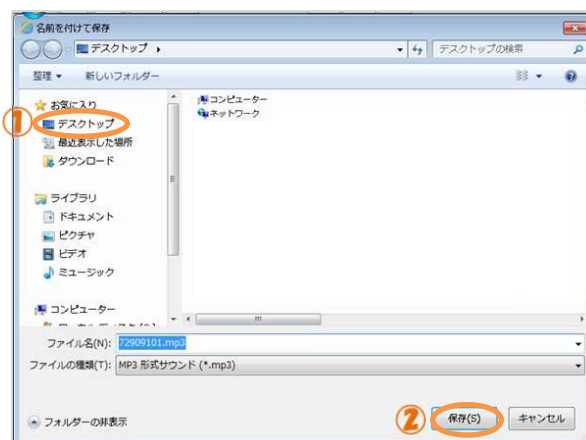 名前を付けて保存
デスクトップ
デスクトップの検索
整理
新しいフォルダー
お気に入り
① デスクトップ
最近表示した場所
ダウンロード
ライブラリ
ドキュメント
ピクチャ
ビデオ
ミュージック
コンピューター
コンピューター
ネットワーク
ファイル名(N): 72909101.mp3
ファイルの種類(T): MP3 形式サウンド (*.mp3)
フォルダーの非表示
② 保存(S)
キャンセル